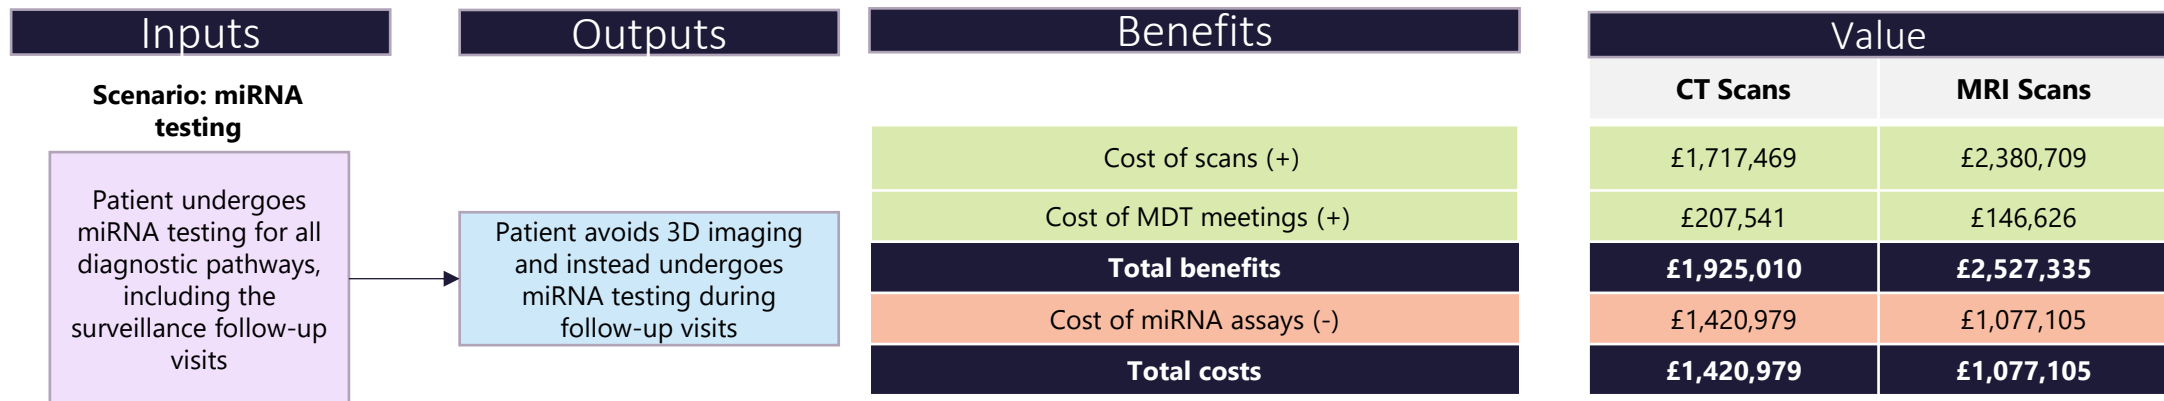 Inputs
Outputs
Benefits
Value
Scenario: miRNA
testing
Patient undergoes
miRNA testing for all
diagnostic pathways,
including the
surveillance follow-up
visits
Patient avoids 3D imaging
and instead undergoes
miRNA testing during
follow-up visits
CT Scans MRI Scans
Cost of scans (+) £1,717,469 £2,380,709
Cost of MDT meetings (+) £207,541 £146,626
Total benefits £1,925,010 £2,527,335
Cost of miRNA assays (-) £1,420,979 £1,077,105
Total costs £1,420,979 £1,077,105